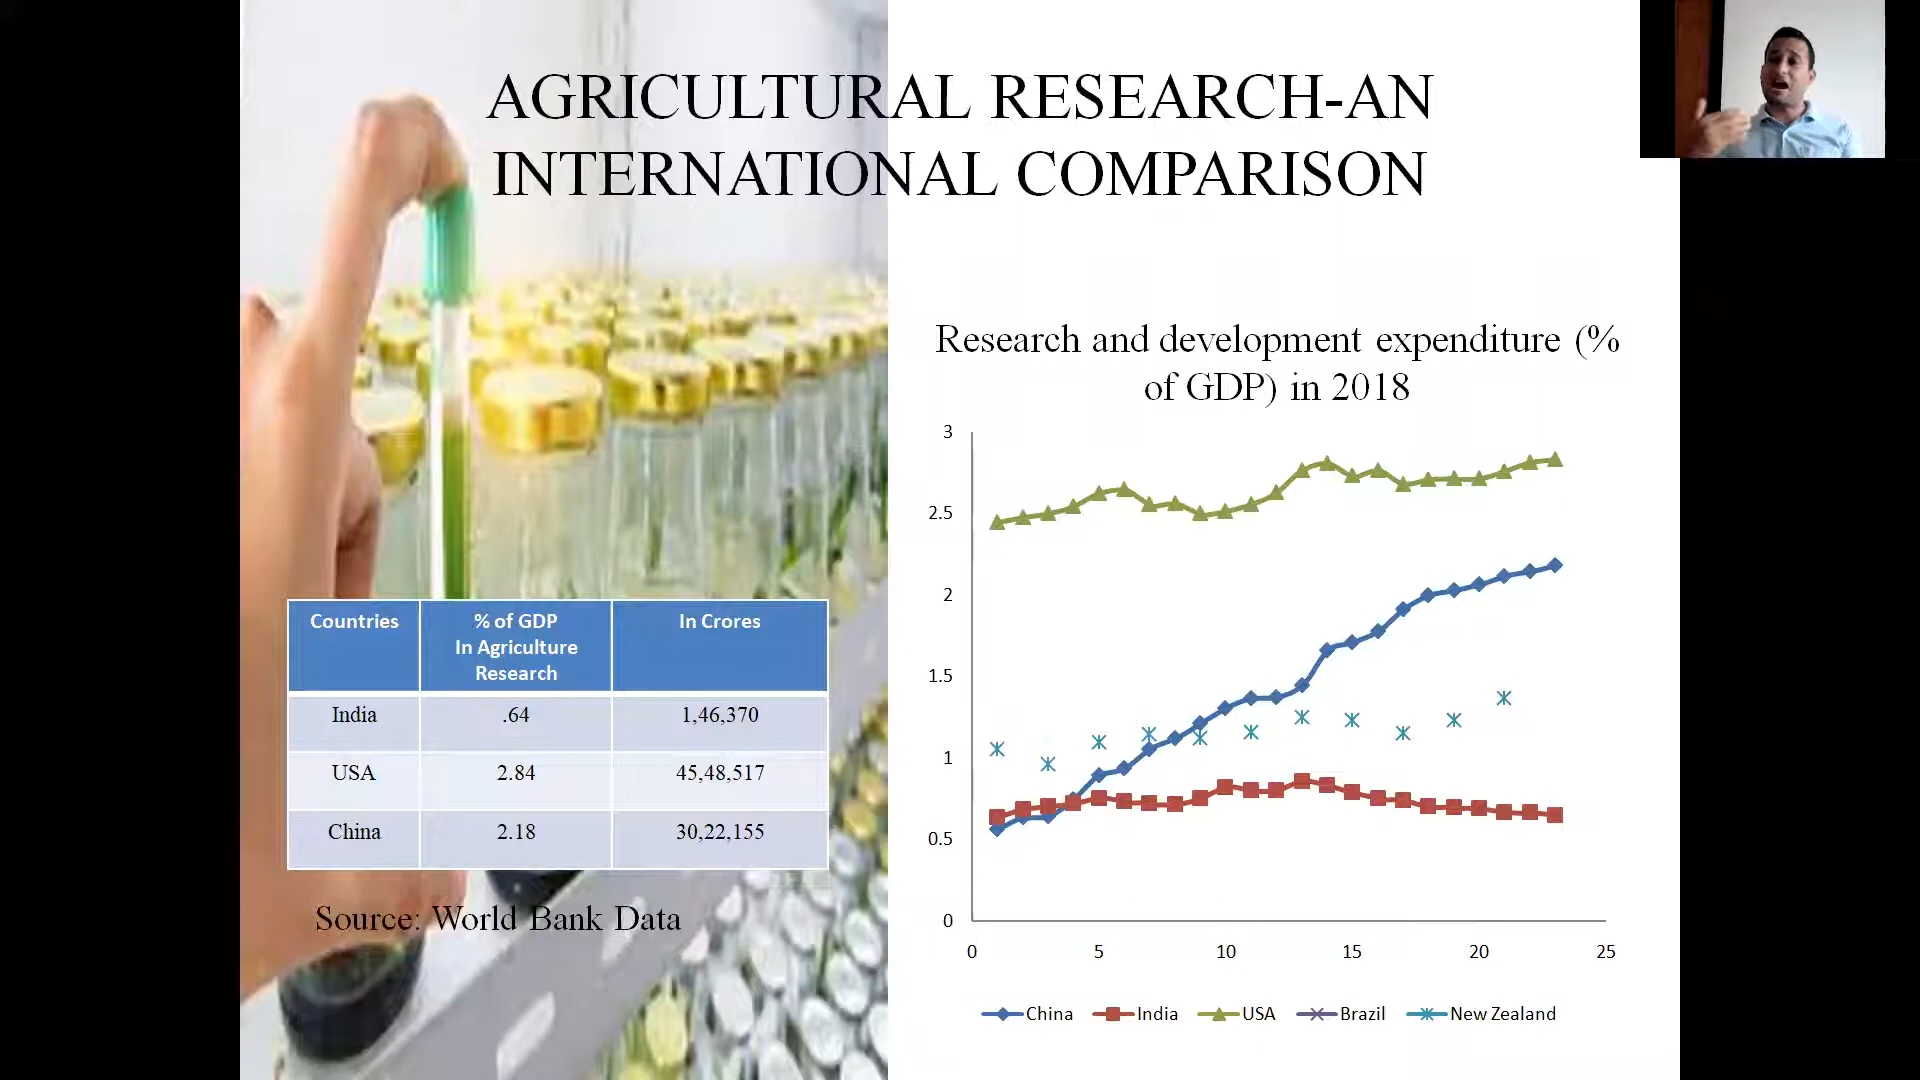 AGRICULTURAL RESEARCH-AN
INTERNATIONAL COMPARISON
Countries
% of GDP
In Agriculture
Research
In Crores
India .64 1,46,370
USA 2.84 45,48,517
China 2.18 30,22,155
Source: World Bank Data
Research and development expenditure (%
of GDP) in 2018
3
2.5
2
1.5
1
0.5
0
0 5 10 15 20 25
China India USA Brazil New Zealand